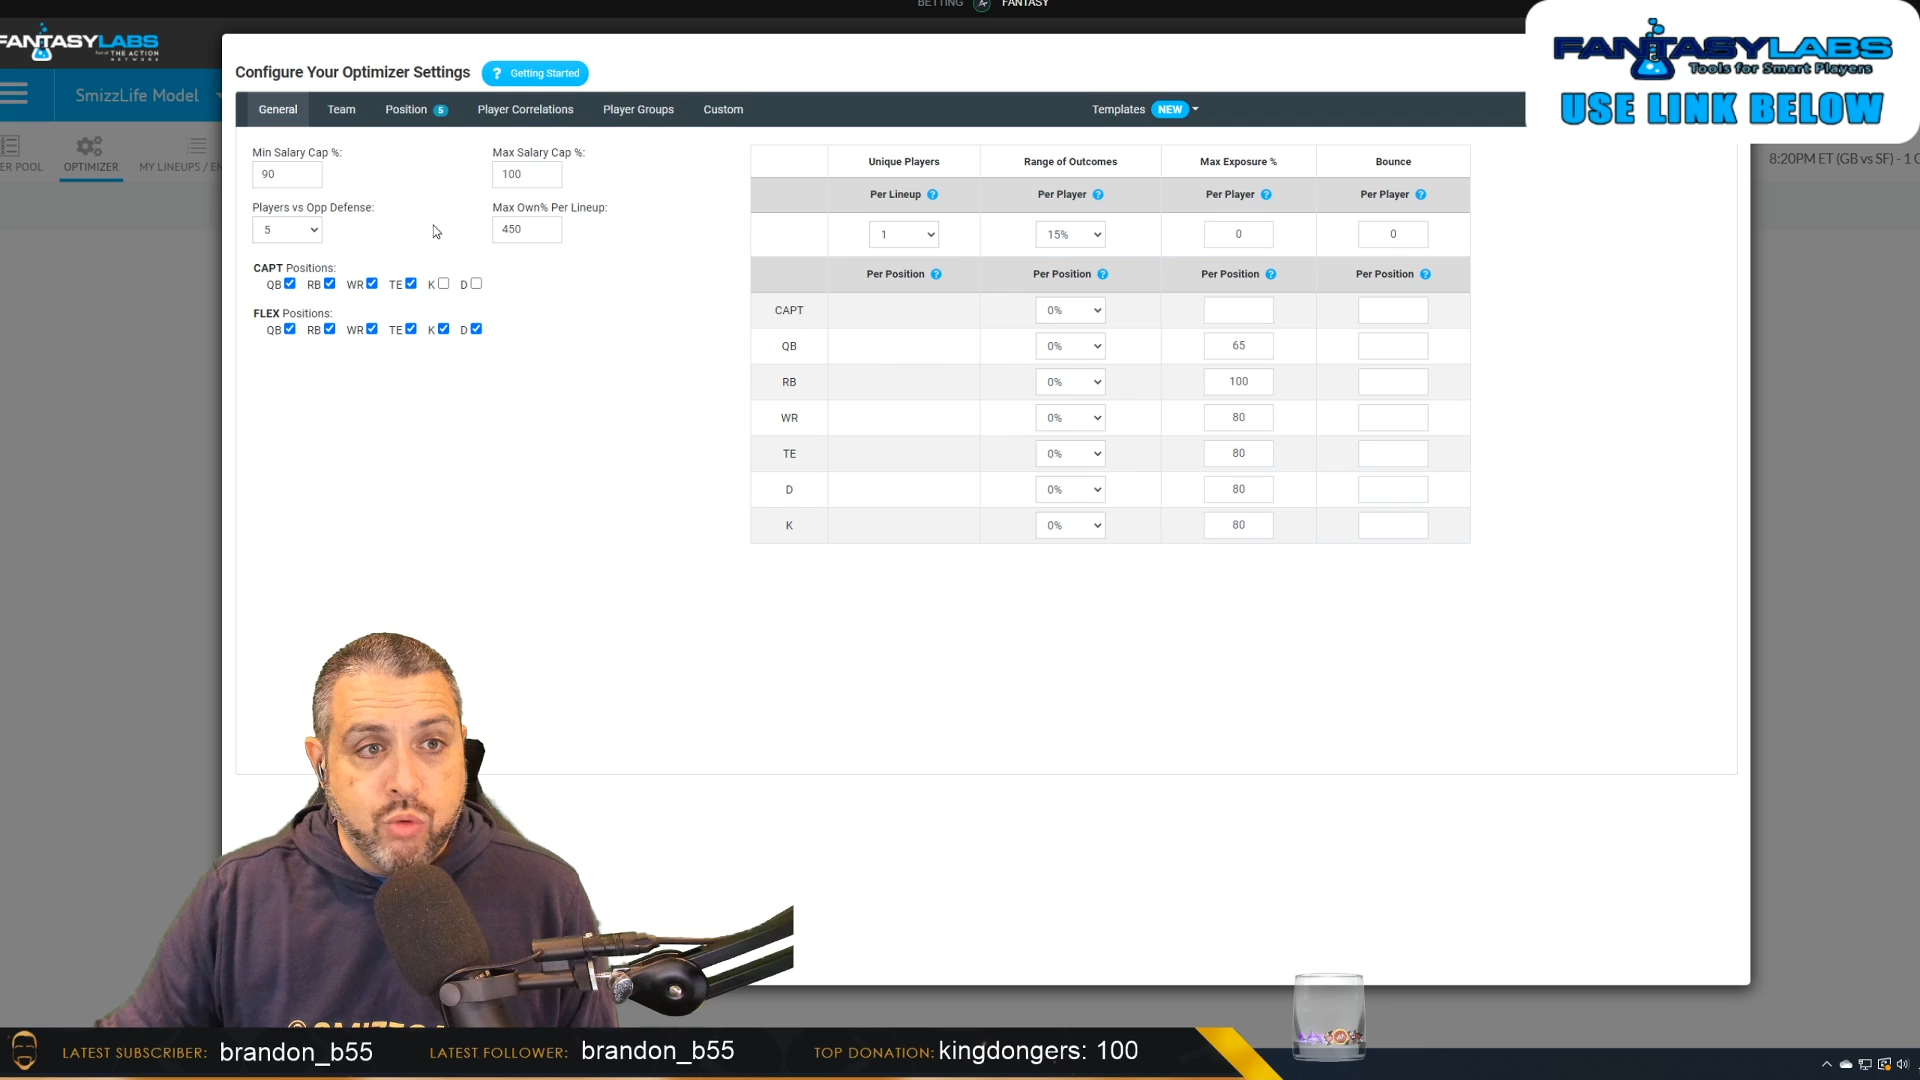 BETTING FANTASY
FANTASYLABS
Part of THE ACTION NETWORK
FANTASYLABS
Tools for Smart Players
USE LINK BELOW
Configure Your Optimizer Settings ? Getting Started
SmizzLife Model
General Team Position 5 Player Correlations Player Groups Custom Templates NEW
ER POOL OPTIMIZER MY LINEUPS / EN
8:20PM ET (GB vs SF) - 1 G
Min Salary Cap %: Max Salary Cap %:
90 100
Players vs Opp Defense: Max Own% Per Lineup:
5 450
CAPT Positions:
QB RB WR TE K D
FLEX Positions:
QB RB WR TE K D
Unique Players Range of Outcomes Max Exposure % Bounce
Per Lineup ? Per Player ? Per Player ? Per Player ?
1 15% 0 0
Per Position ? Per Position ? Per Position ? Per Position ?
CAPT 0%
QB 0% 65
RB 0% 100
WR 0% 80
TE 0% 80
D 0% 80
K 0% 80
LATEST SUBSCRIBER: brandon_b55 LATEST FOLLOWER: brandon_b55 TOP DONATION: kingdongers: 100